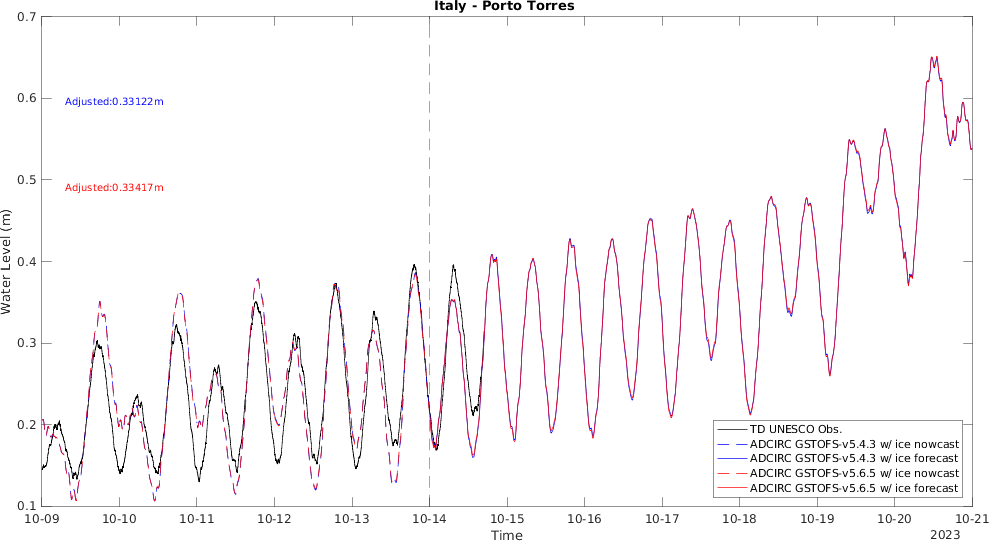 Italy - Porto Torres
Water Level (m)
0.7
0.6
0.5
0.4
0.3
0.2
0.1
Adjusted:0.33122m
Adjusted:0.33417m
TD UNESCO Obs.
ADCIRC GSTOFS-v5.4.3 w/ ice nowcast
ADCIRC GSTOFS-v5.4.3 w/ ice forecast
ADCIRC GSTOFS-v5.6.5 w/ ice nowcast
ADCIRC GSTOFS-v5.6.5 w/ ice forecast
10-09 10-10 10-11 10-12 10-13 10-14 10-15 10-16 10-17 10-18 10-19 10-20 10-21
Time
2023